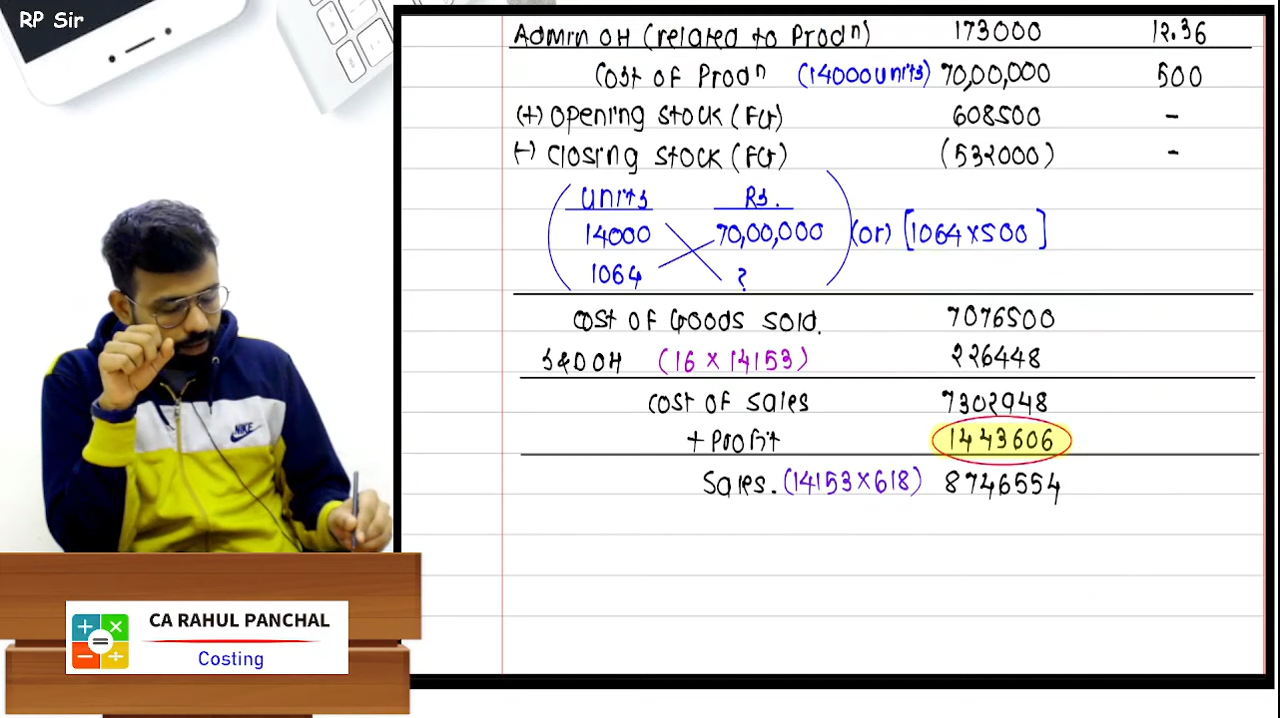 RP Sir
Admin OH (related to Prodⁿ) 173000 12.36
Cost of Prodⁿ (14000 units) 70,00,000 500
(+) Opening Stock (FG) 608500 -
(-) Closing Stock (FG) (532000) -
Units Rs.
14000 70,00,000 (or) [1064×500]
1064 ?
Cost of Goods sold. 7076500
S&DOH (16 × 14153) 226448
Cost of sales 7302948
+ Profit 1443606
Sales. (14153×618) 8746554
NIKE
CA RAHUL PANCHAL
Costing